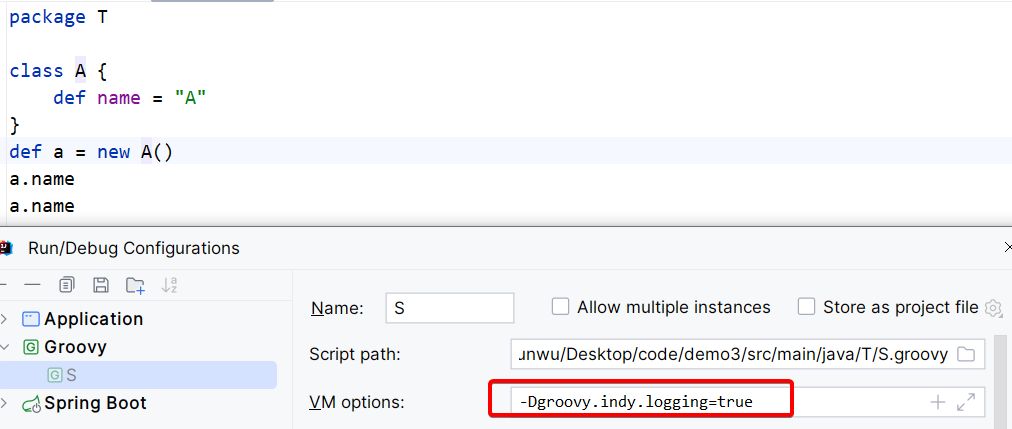 package T
class A {
def name = "A"
}
def a = new A()
a.name
a.name
Run/Debug Configurations
Application
Groovy
S
Spring Boot
Name: S
Allow multiple instances
Store as project file
Script path: unwu/Desktop/code/demo3/src/main/java/T/S.groovy
VM options: -Dgroovy.indy.logging=true